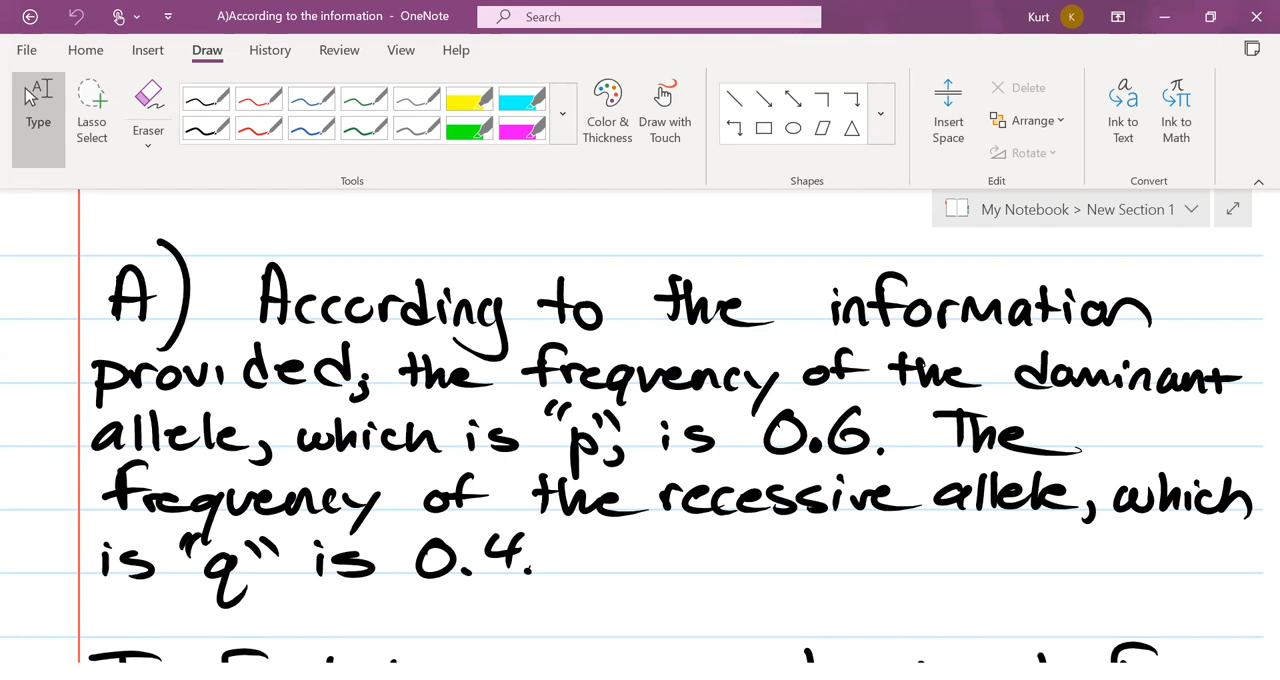 A)According to the information - OneNote
Search
Kurt K
File Home Insert Draw History Review View Help
Type
Lasso Select
Eraser
Color & Thickness
Draw with Touch
Insert Space
Delete
Arrange
Rotate
Ink to Text
Ink to Math
Tools Shapes Edit Convert
My Notebook > New Section 1
A) According to the information
provided, the frequency of the dominant
allele, which is "p", is 0.6. The
frequency of the recessive allele, which
is "q" is 0.4.